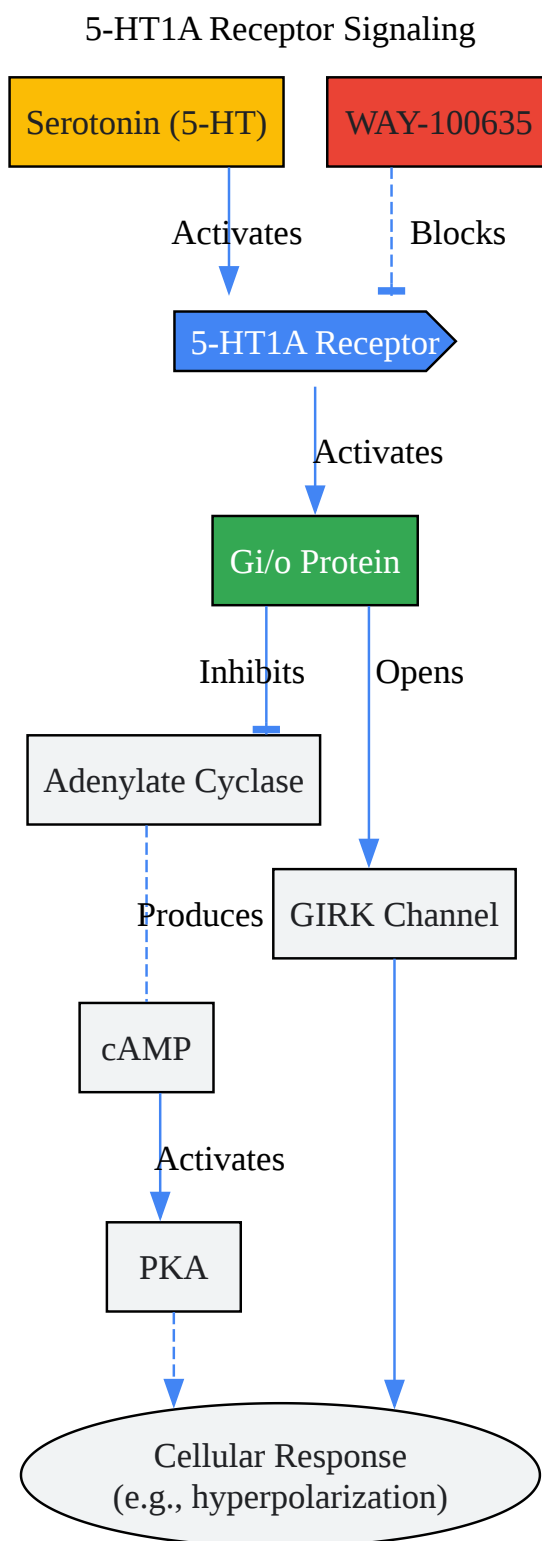 5-HT1A Receptor Signaling
Serotonin (5-HT)
WAY-100635
Activates
Blocks
5-HT1A Receptor
Activates
Gi/o Protein
Inhibits
Opens
Adenylate Cyclase
Produces
GIRK Channel
cAMP
Activates
PKA
Cellular Response
(e.g., hyperpolarization)